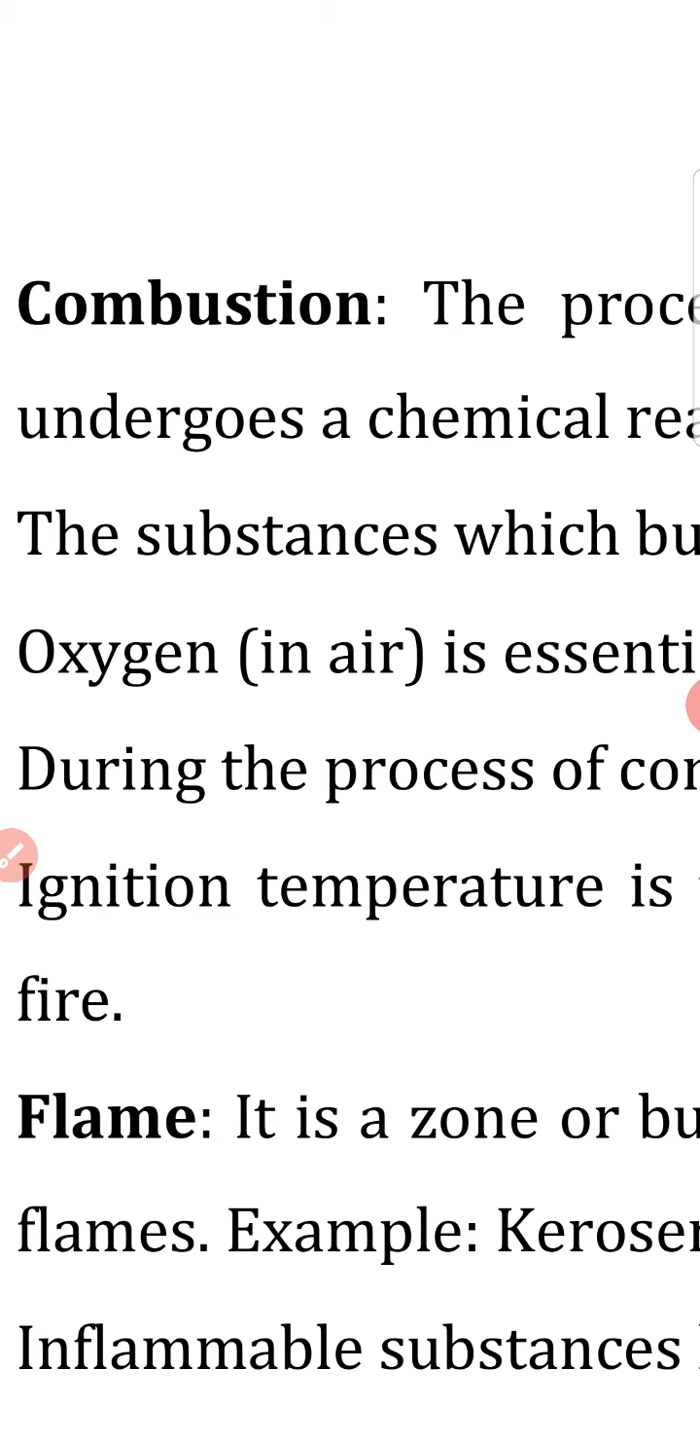 Combustion: The
undergoes a chemical
The substances which
Oxygen (in air) is
During the process of
Ignition temperature is
fire.
Flame: It is a zone or
flames. Example:
Inflammable substances